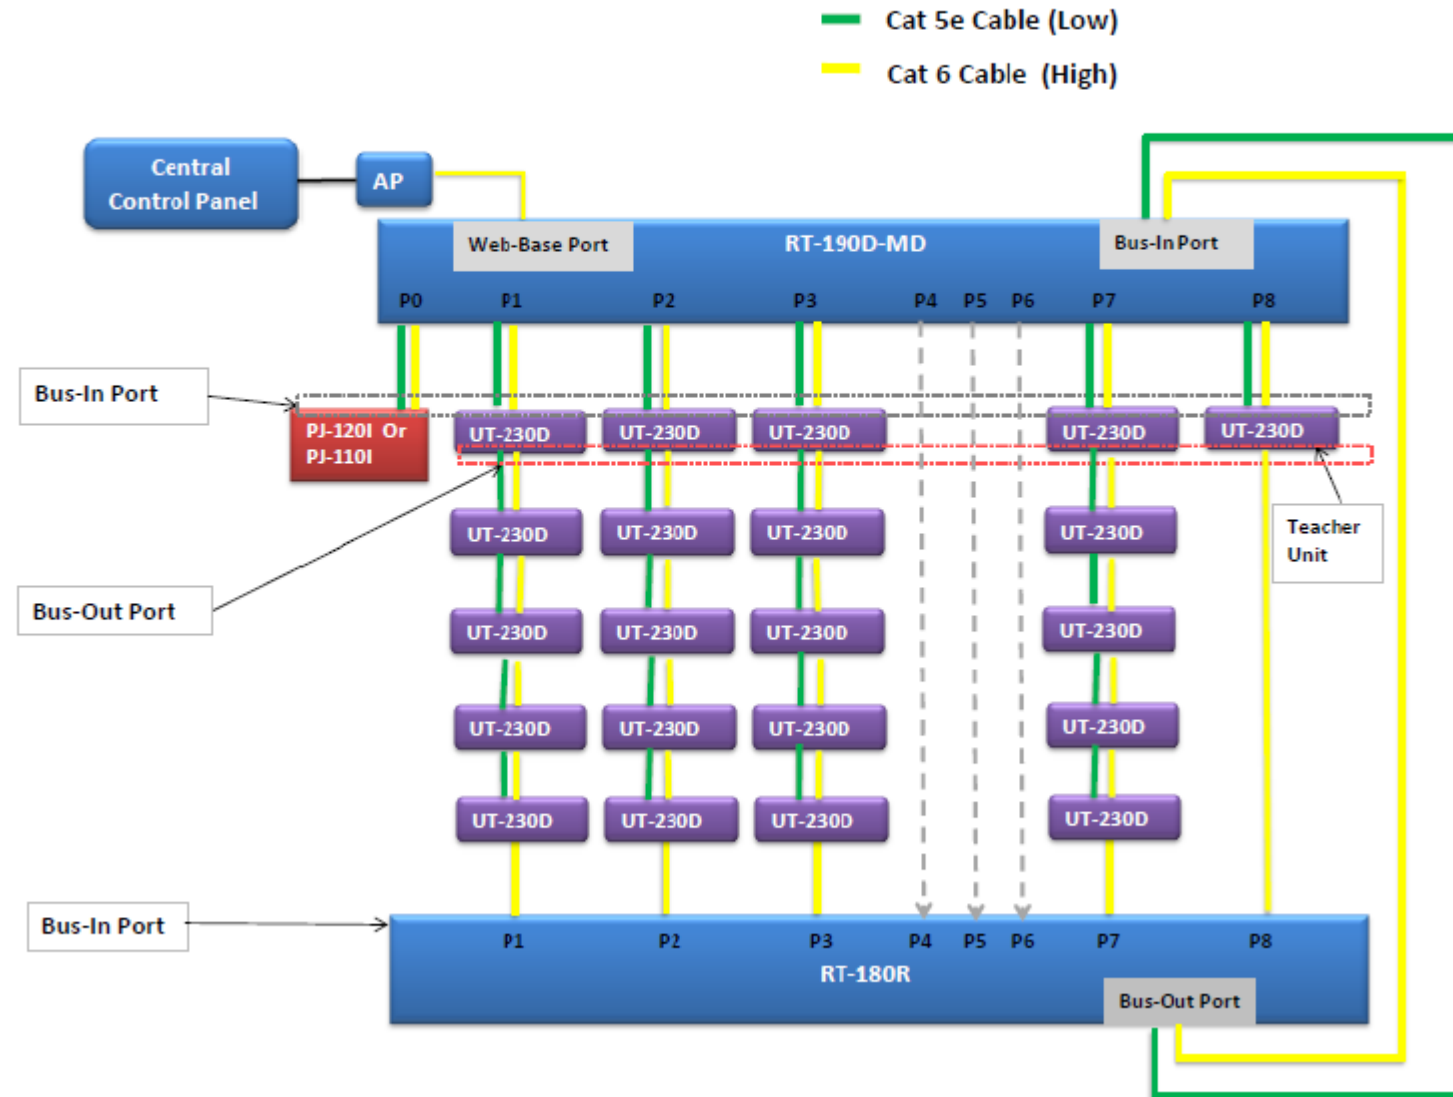 Cat 5e Cable (Low)
Cat 6 Cable (High)
Central
Control Panel
AP
Web-Base Port
RT-190D-MD
Bus-In Port
P0 P1 P2 P3 P4 P5 P6 P7 P8
Bus-In Port
PJ-120I Or
PJ-110I
UT-230D UT-230D UT-230D UT-230D UT-230D
Teacher
Unit
UT-230D UT-230D UT-230D UT-230D
Bus-Out Port
UT-230D UT-230D UT-230D UT-230D
UT-230D UT-230D UT-230D UT-230D
UT-230D UT-230D UT-230D UT-230D
Bus-In Port
P1 P2 P3 P4 P5 P6 P7 P8
RT-180R
Bus-Out Port